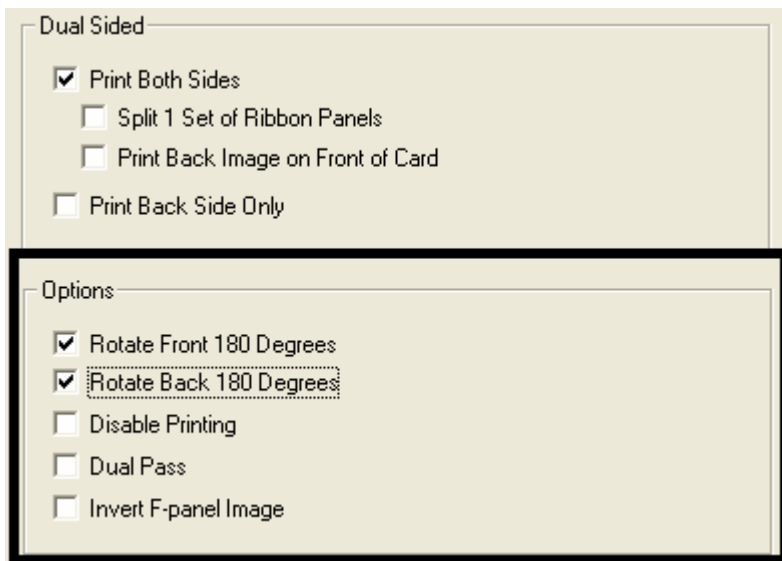 Dual Sided
Print Both Sides
Split 1 Set of Ribbon Panels
Print Back Image on Front of Card
Print Back Side Only
Options
Rotate Front 180 Degrees
Rotate Back 180 Degrees
Disable Printing
Dual Pass
Invert F-panel Image